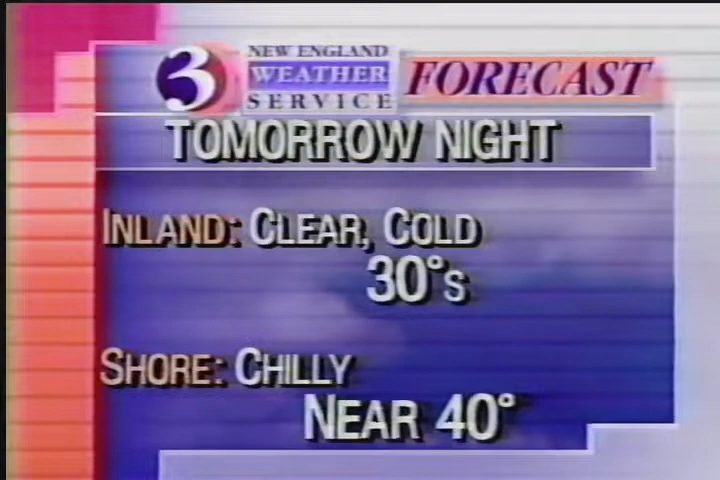 3
NEW ENGLAND
WEATHER
SERVICE
FORECAST
TOMORROW NIGHT
INLAND: CLEAR, COLD
30°S
SHORE: CHILLY
NEAR 40°